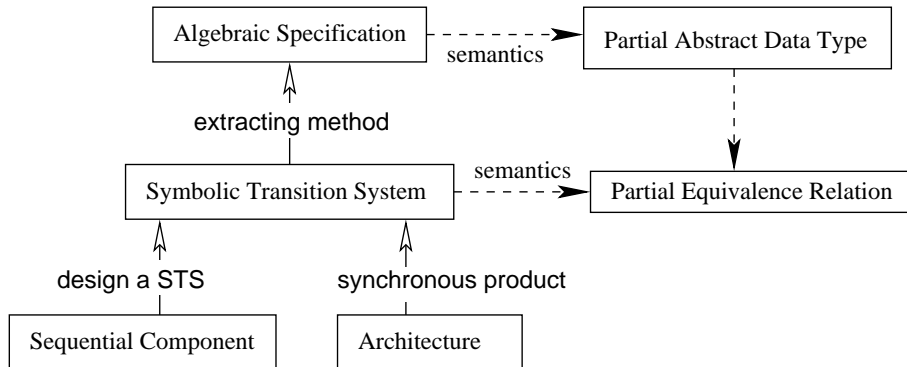 Algebraic Specification
semantics
Partial Abstract Data Type
extracting method
Symbolic Transition System
semantics
Partial Equivalence Relation
design a STS
synchronous product
Sequential Component
Architecture